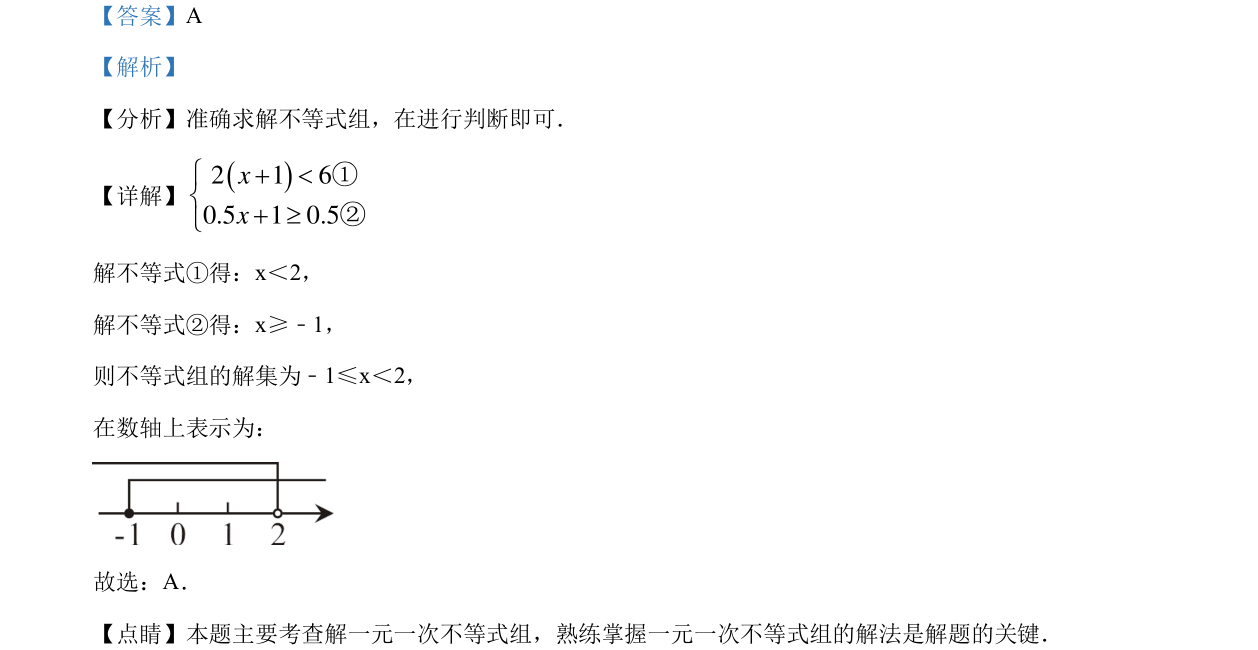 【答案】A
【解析】
【分析】准确求解不等式组，在进行判断即可．
【详解】{2(x+1)<6①
0.5x+1≥0.5②
解不等式①得：x＜2，
解不等式②得：x≥﹣1，
则不等式组的解集为﹣1≤x＜2，
在数轴上表示为：
-1 0 1 2
故选：A．
【点睛】本题主要考查解一元一次不等式组，熟练掌握一元一次不等式组的解法是解题的关键．